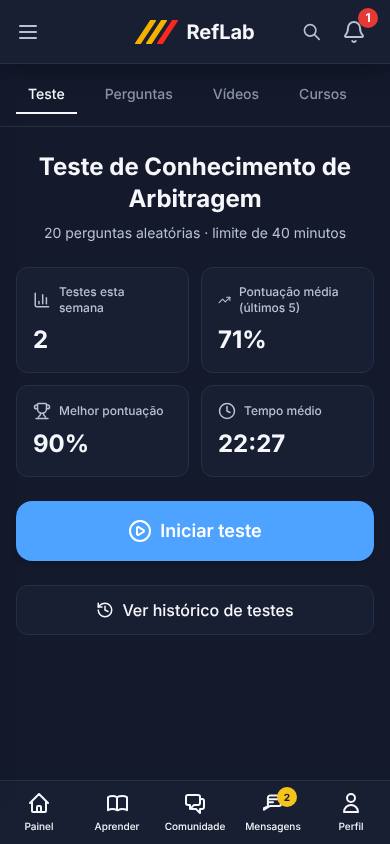 RefLab
1
Teste
Perguntas
Vídeos
Cursos
Teste de Conhecimento de
Arbitragem
20 perguntas aleatórias · limite de 40 minutos
Testes esta
semana
2
Pontuação média
(últimos 5)
71%
Melhor pontuação
90%
Tempo médio
22:27
Iniciar teste
Ver histórico de testes
Painel
Aprender
Comunidade
2
Mensagens
Perfil